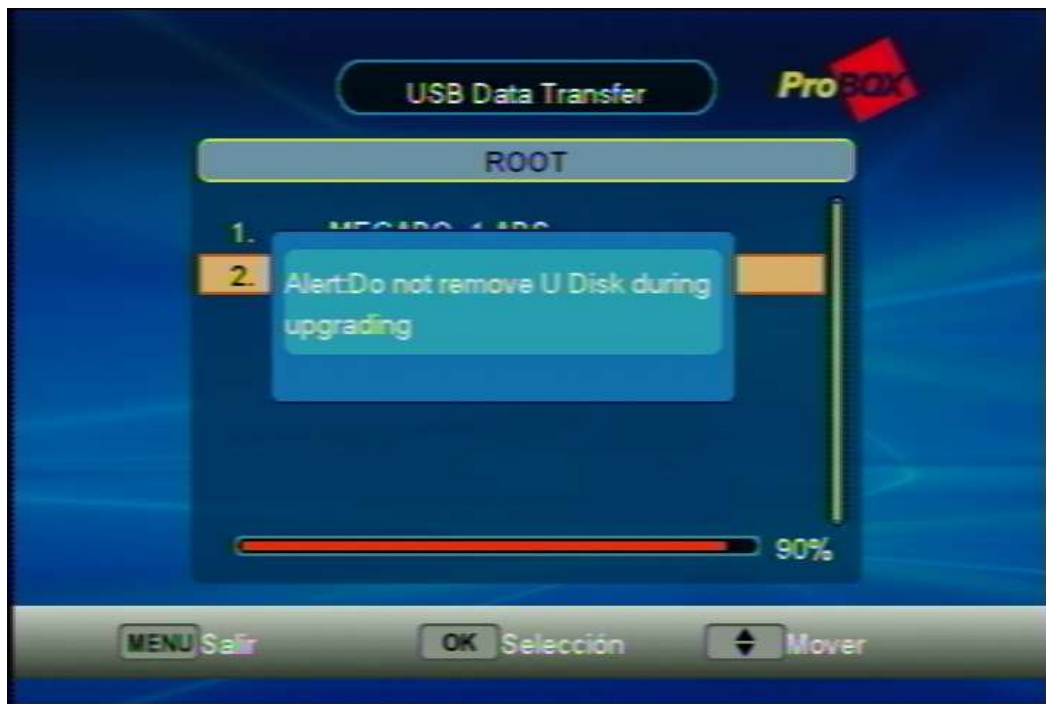 USB Data Transfer
ProBOX
ROOT
1.
2.
Alert:Do not remove U Disk during
upgrading
90%
MENU Salir
OK Selección
Mover